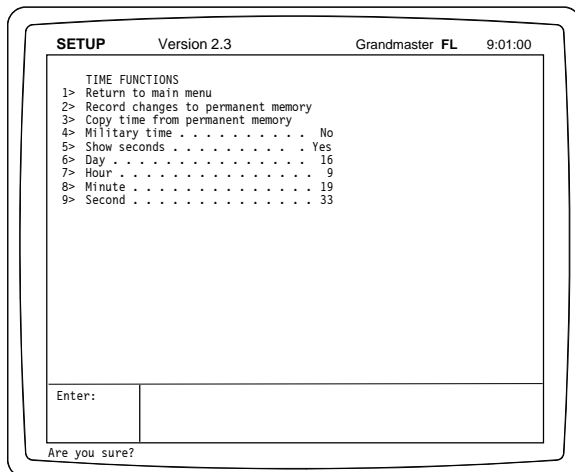 SETUP Version 2.3 Grandmaster FL 9:01:00
TIME FUNCTIONS
1> Return to main menu
2> Record changes to permanent memory
3> Copy time from permanent memory
4> Military time . . . . . . . . . . No
5> Show seconds . . . . . . . . . . Yes
6> Day . . . . . . . . . . . . . . . 16
7> Hour . . . . . . . . . . . . . . . 9
8> Minute . . . . . . . . . . . . . 19
9> Second . . . . . . . . . . . . . . 33
Enter:
Are you sure?